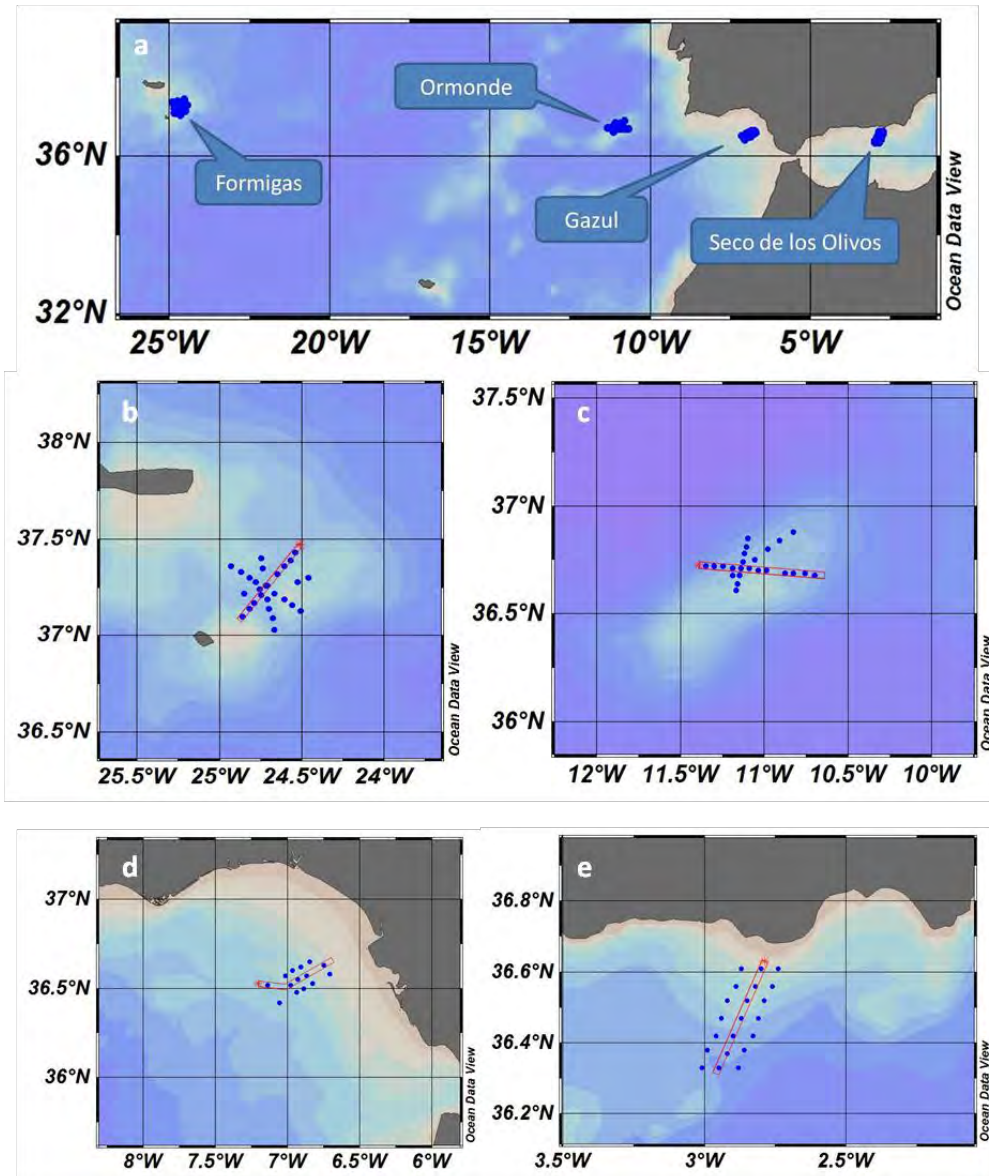 a
Ormonde
36°N
Formigas
Gazul
Seco de los Olivos
32°N
25°W 20°W 15°W 10°W 5°W
Ocean Data View
b
38°N
37.5°N
37°N
36.5°N
25.5°W 25°W 24.5°W 24°W
Ocean Data View
c
37.5°N
37°N
36.5°N
36°N
12°W 11.5°W 11°W 10.5°W 10°W
Ocean Data View
d
37°N
36.5°N
36°N
8°W 7.5°W 7°W 6.5°W 6°W
Ocean Data View
e
36.8°N
36.6°N
36.4°N
36.2°N
3.5°W 3°W 2.5°W
Ocean Data View